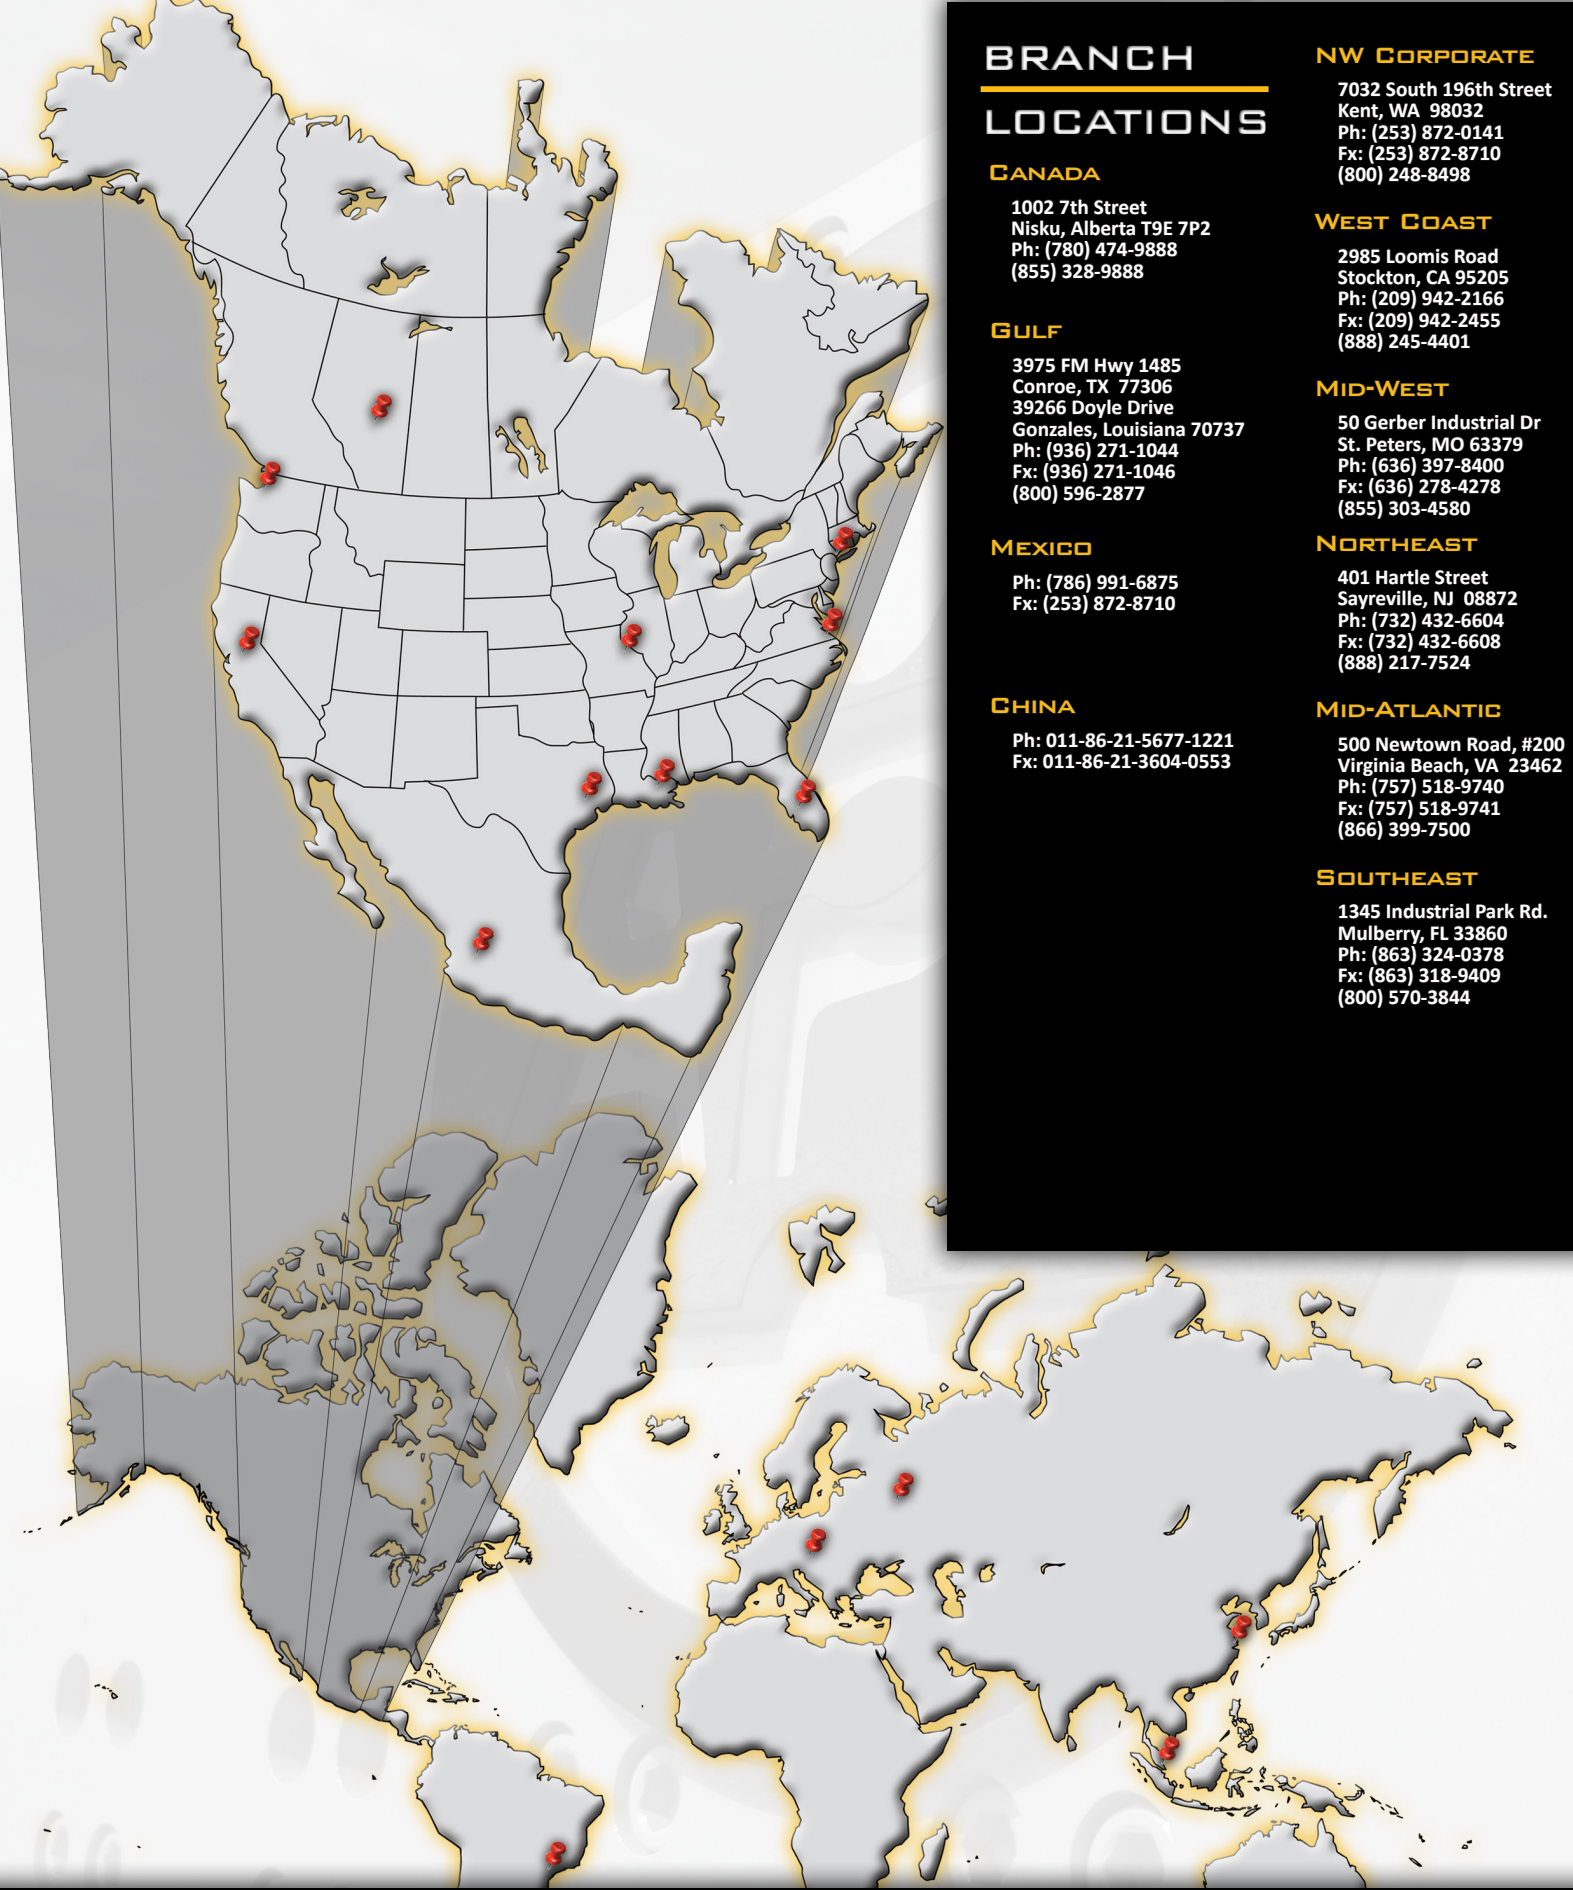 BRANCH
LOCATIONS
CANADA
1002 7th Street
Nisku, Alberta T9E 7P2
Ph: (780) 474-9888
(855) 328-9888
GULF
3975 FM Hwy 1485
Conroe, TX  77306
39266 Doyle Drive
Gonzales, Louisiana 70737
Ph: (936) 271-1044
Fx: (936) 271-1046
(800) 596-2877
MEXICO
Ph: (786) 991-6875
Fx: (253) 872-8710
CHINA
Ph: 011-86-21-5677-1221
Fx: 011-86-21-3604-0553
NW CORPORATE
7032 South 196th Street
Kent, WA  98032
Ph: (253) 872-0141
Fx: (253) 872-8710
(800) 248-8498
WEST COAST
2985 Loomis Road
Stockton, CA 95205
Ph: (209) 942-2166
Fx: (209) 942-2455
(888) 245-4401
MID-WEST
50 Gerber Industrial Dr
St. Peters, MO 63379
Ph: (636) 397-8400
Fx: (636) 278-4278
(855) 303-4580
NORTHEAST
401 Hartle Street
Sayreville, NJ  08872
Ph: (732) 432-6604
Fx: (732) 432-6608
(888) 217-7524
MID-ATLANTIC
500 Newtown Road, #200
Virginia Beach, VA  23462
Ph: (757) 518-9740
Fx: (757) 518-9741
(866) 399-7500
SOUTHEAST
1345 Industrial Park Rd.
Mulberry, FL 33860
Ph: (863) 324-0378
Fx: (863) 318-9409
(800) 570-3844